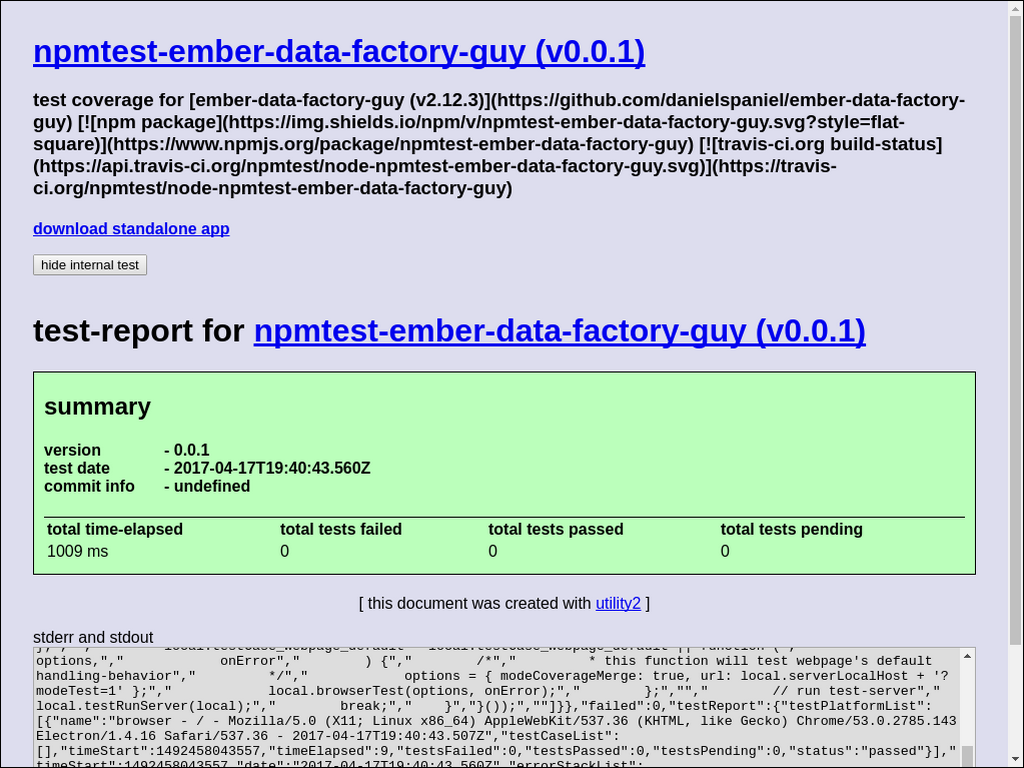 npmtest-ember-data-factory-guy (v0.0.1)
test coverage for [ember-data-factory-guy (v2.12.3)](https://github.com/danielspaniel/ember-data-factory-
guy) [![npm package](https://img.shields.io/npm/v/npmtest-ember-data-factory-guy.svg?style=flat-
square)](https://www.npmjs.org/package/npmtest-ember-data-factory-guy) [![travis-ci.org build-status]
(https://api.travis-ci.org/npmtest/node-npmtest-ember-data-factory-guy.svg)](https://travis-
ci.org/npmtest/node-npmtest-ember-data-factory-guy)
download standalone app
hide internal test
test-report for npmtest-ember-data-factory-guy (v0.0.1)
summary
version - 0.0.1
test date - 2017-04-17T19:40:43.560Z
commit info - undefined
total time-elapsed total tests failed total tests passed total tests pending
1009 ms 0 0 0
[ this document was created with utility2 ]
stderr and stdout
options,"," onError"," ) {"," /*"," * this function will test webpage's default
handling-behavior"," */"," options = { modeCoverageMerge: true, url: local.serverLocalHost + '?
modeTest=1' };"," local.browserTest(options, onError);"," };",""," // run test-server","
local.testRunServer(local);"," break;"," }","}());",""]}},"failed":0,"testReport":{"testPlatformList":
[{"name":"browser - / - Mozilla/5.0 (X11; Linux x86_64) AppleWebKit/537.36 (KHTML, like Gecko) Chrome/53.0.2785.143
Electron/1.4.16 Safari/537.36 - 2017-04-17T19:40:43.507Z","testCaseList":
[],"timeStart":1492458043557,"timeElapsed":9,"testsFailed":0,"testsPassed":0,"testsPending":0,"status":"passed"}],"
timeStart":1492458043557,"date":"2017-04-17T19:40:43.560Z","errorStackList":